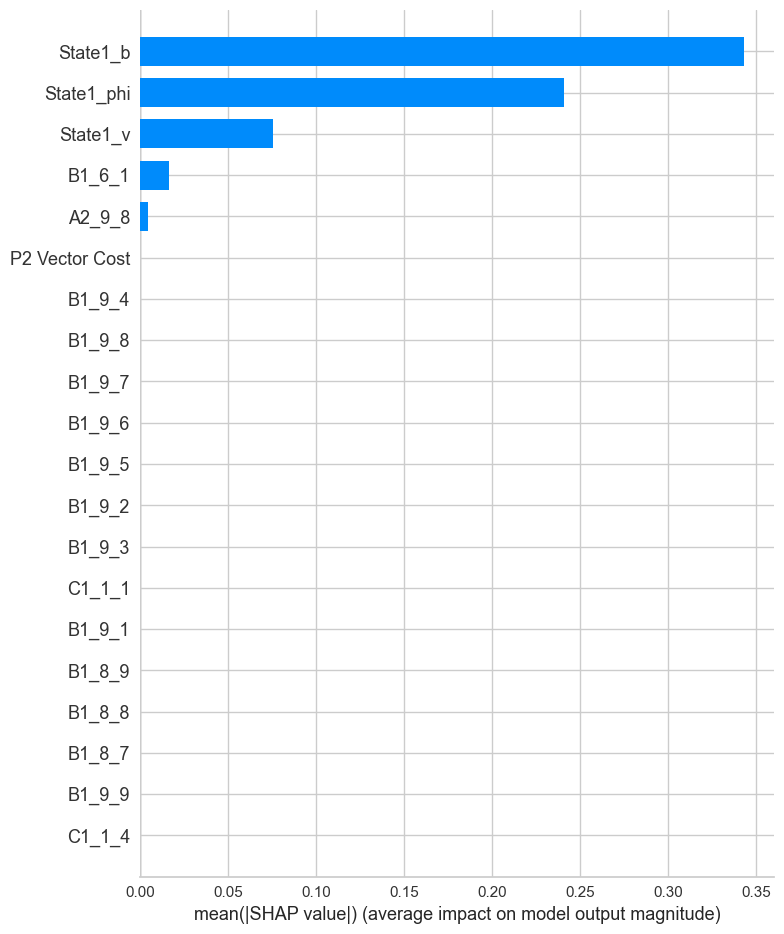 State1_b
State1_phi
State1_v
B1_6_1
A2_9_8
P2 Vector Cost
B1_9_4
B1_9_8
B1_9_7
B1_9_6
B1_9_5
B1_9_2
B1_9_3
C1_1_1
B1_9_1
B1_8_9
B1_8_8
B1_8_7
B1_9_9
C1_1_4
0.00 0.05 0.10 0.15 0.20 0.25 0.30 0.35
mean(|SHAP value|) (average impact on model output magnitude)